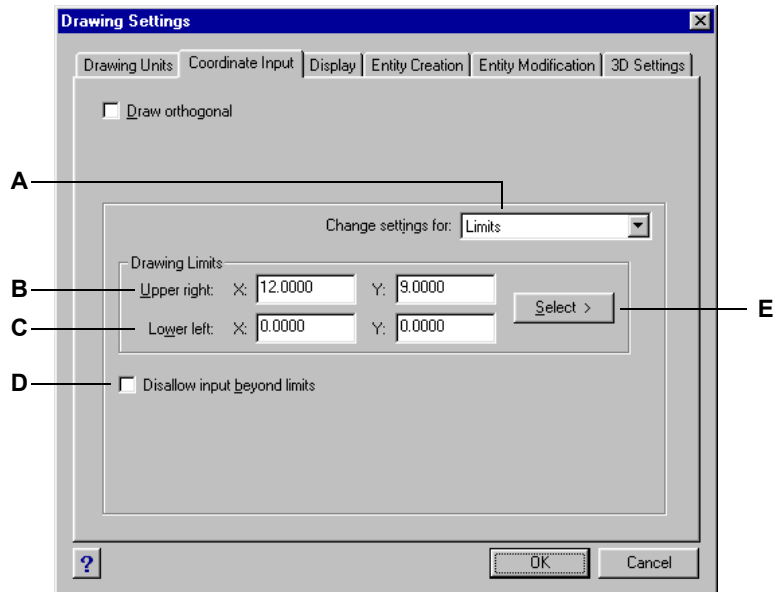 Drawing Settings
Drawing Units Coordinate Input Display Entity Creation Entity Modification 3D Settings
Draw orthogonal
A
Change settings for: Limits
Drawing Limits
B Upper right: X: 12.0000 Y: 9.0000
Select > E
C Lower left: X: 0.0000 Y: 0.0000
D Disallow input beyond limits
? OK Cancel